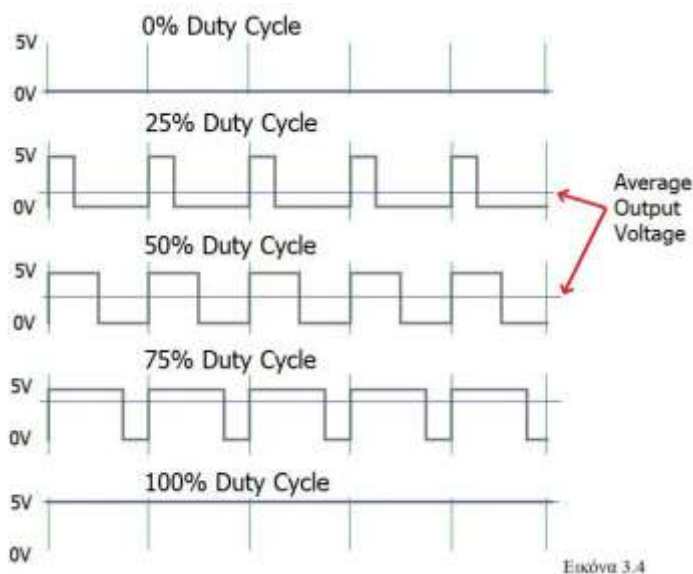 0% Duty Cycle
5V
0V
25% Duty Cycle
5V
0V
Average
Output
Voltage
50% Duty Cycle
5V
0V
75% Duty Cycle
5V
0V
100% Duty Cycle
5V
0V
Εικόνα 3.4